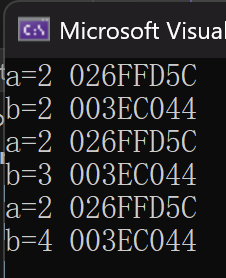 Microsoft Visual
a=2 026FFD5C
b=2 003EC044
a=2 026FFD5C
b=3 003EC044
a=2 026FFD5C
b=4 003EC044